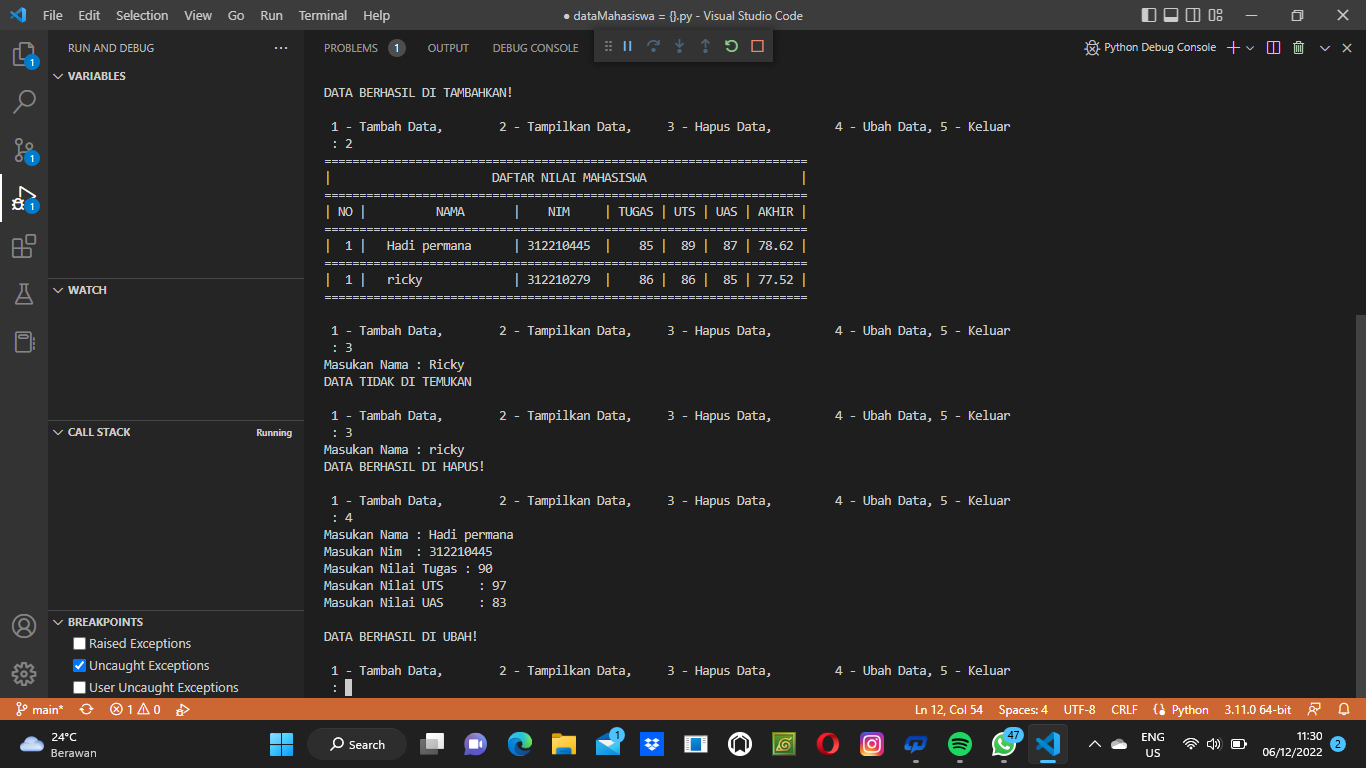 File Edit Selection View Go Run Terminal Help ● dataMahasiswa = {}.py - Visual Studio Code
RUN AND DEBUG ···
VARIABLES
WATCH
CALL STACK Running
BREAKPOINTS
Raised Exceptions
Uncaught Exceptions
User Uncaught Exceptions
1
1
1
PROBLEMS 1 OUTPUT DEBUG CONSOLE Python Debug Console
DATA BERHASIL DI TAMBAHKAN!
1 - Tambah Data, 2 - Tampilkan Data, 3 - Hapus Data, 4 - Ubah Data, 5 - Keluar
: 2
=====================================================================
| DAFTAR NILAI MAHASISWA |
=====================================================================
| NO | NAMA | NIM | TUGAS | UTS | UAS | AKHIR |
=====================================================================
| 1 | Hadi permana | 312210445 | 85 | 89 | 87 | 78.62 |
=====================================================================
| 1 | ricky | 312210279 | 86 | 86 | 85 | 77.52 |
=====================================================================
1 - Tambah Data, 2 - Tampilkan Data, 3 - Hapus Data, 4 - Ubah Data, 5 - Keluar
: 3
Masukan Nama : Ricky
DATA TIDAK DI TEMUKAN
1 - Tambah Data, 2 - Tampilkan Data, 3 - Hapus Data, 4 - Ubah Data, 5 - Keluar
: 3
Masukan Nama : ricky
DATA BERHASIL DI HAPUS!
1 - Tambah Data, 2 - Tampilkan Data, 3 - Hapus Data, 4 - Ubah Data, 5 - Keluar
: 4
Masukan Nama : Hadi permana
Masukan Nim : 312210445
Masukan Nilai Tugas : 90
Masukan Nilai UTS : 97
Masukan Nilai UAS : 83
DATA BERHASIL DI UBAH!
1 - Tambah Data, 2 - Tampilkan Data, 3 - Hapus Data, 4 - Ubah Data, 5 - Keluar
:
main* 1 0 Ln 12, Col 54 Spaces: 4 UTF-8 CRLF Python 3.11.0 64-bit
24°C
Berawan
Search
1
47
ENG
US
11:30
06/12/2022
2